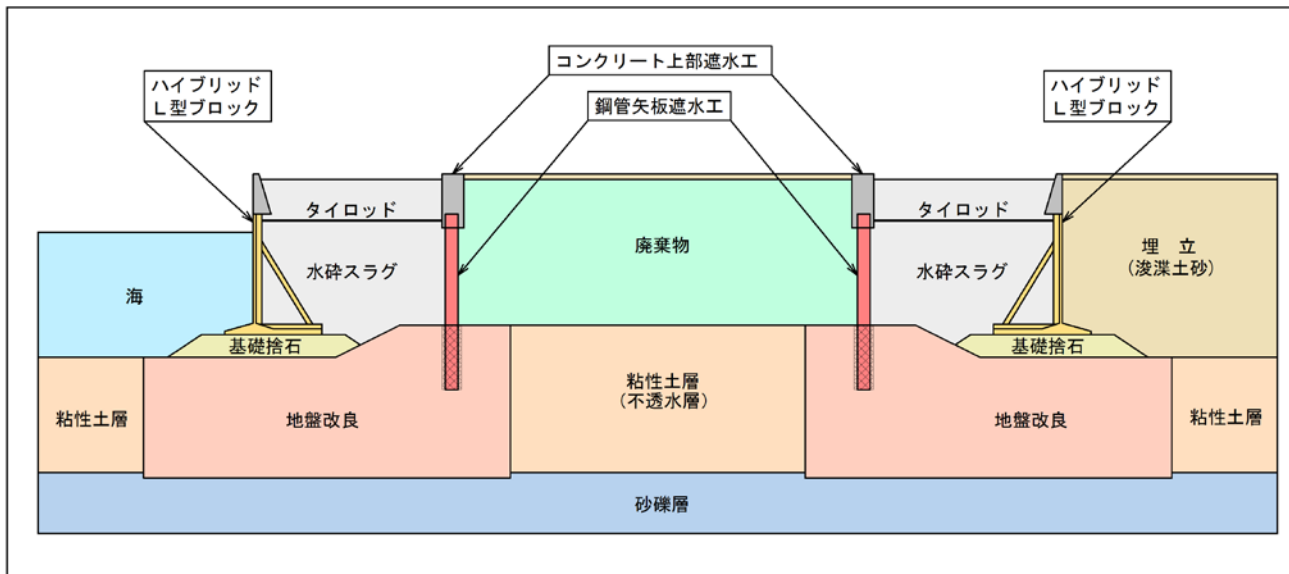 コンクリート上部遮水工
ハイブリッド
L型ブロック
鋼管矢板遮水工
ハイブリッド
L型ブロック
タイロッド
タイロッド
廃棄物
埋 立
(浚渫土砂)
海
水砕スラグ
水砕スラグ
基礎捨石
基礎捨石
粘性土層
(不透水層)
粘性土層
地盤改良
地盤改良
粘性土層
砂礫層